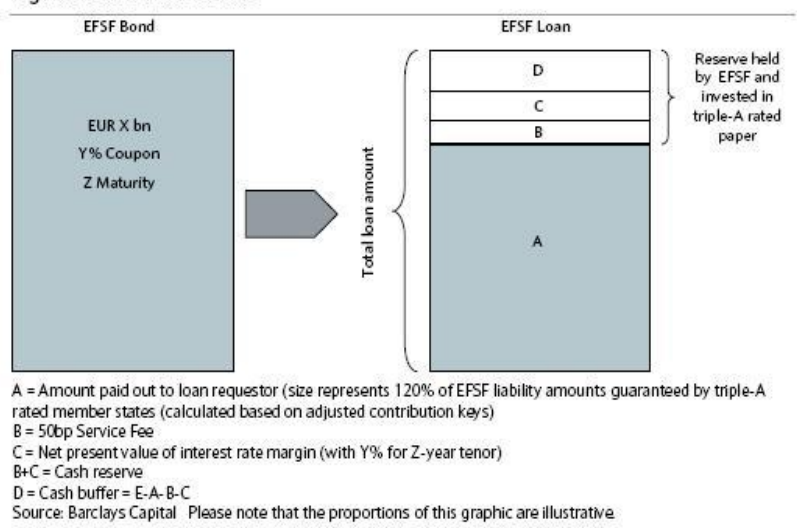 EFSF Bond
EFSF Loan
EUR X bn
Y% Coupon
Z Maturity
Total loan amount
D
C
B
A
Reserve held
by EFSF and
invested in
triple-A rated
paper
A = Amount paid out to loan requestor (size represents 120% of EFSF liability amounts guaranteed by triple-A
rated member states (calculated based on adjusted contribution keys)
B = 50bp Service Fee
C = Net present value of interest rate margin (with Y% for Z-year tenor)
B+C = Cash reserve
D = Cash buffer = E-A-B-C
Source: Barclays Capital Please note that the proportions of this graphic are illustrative.